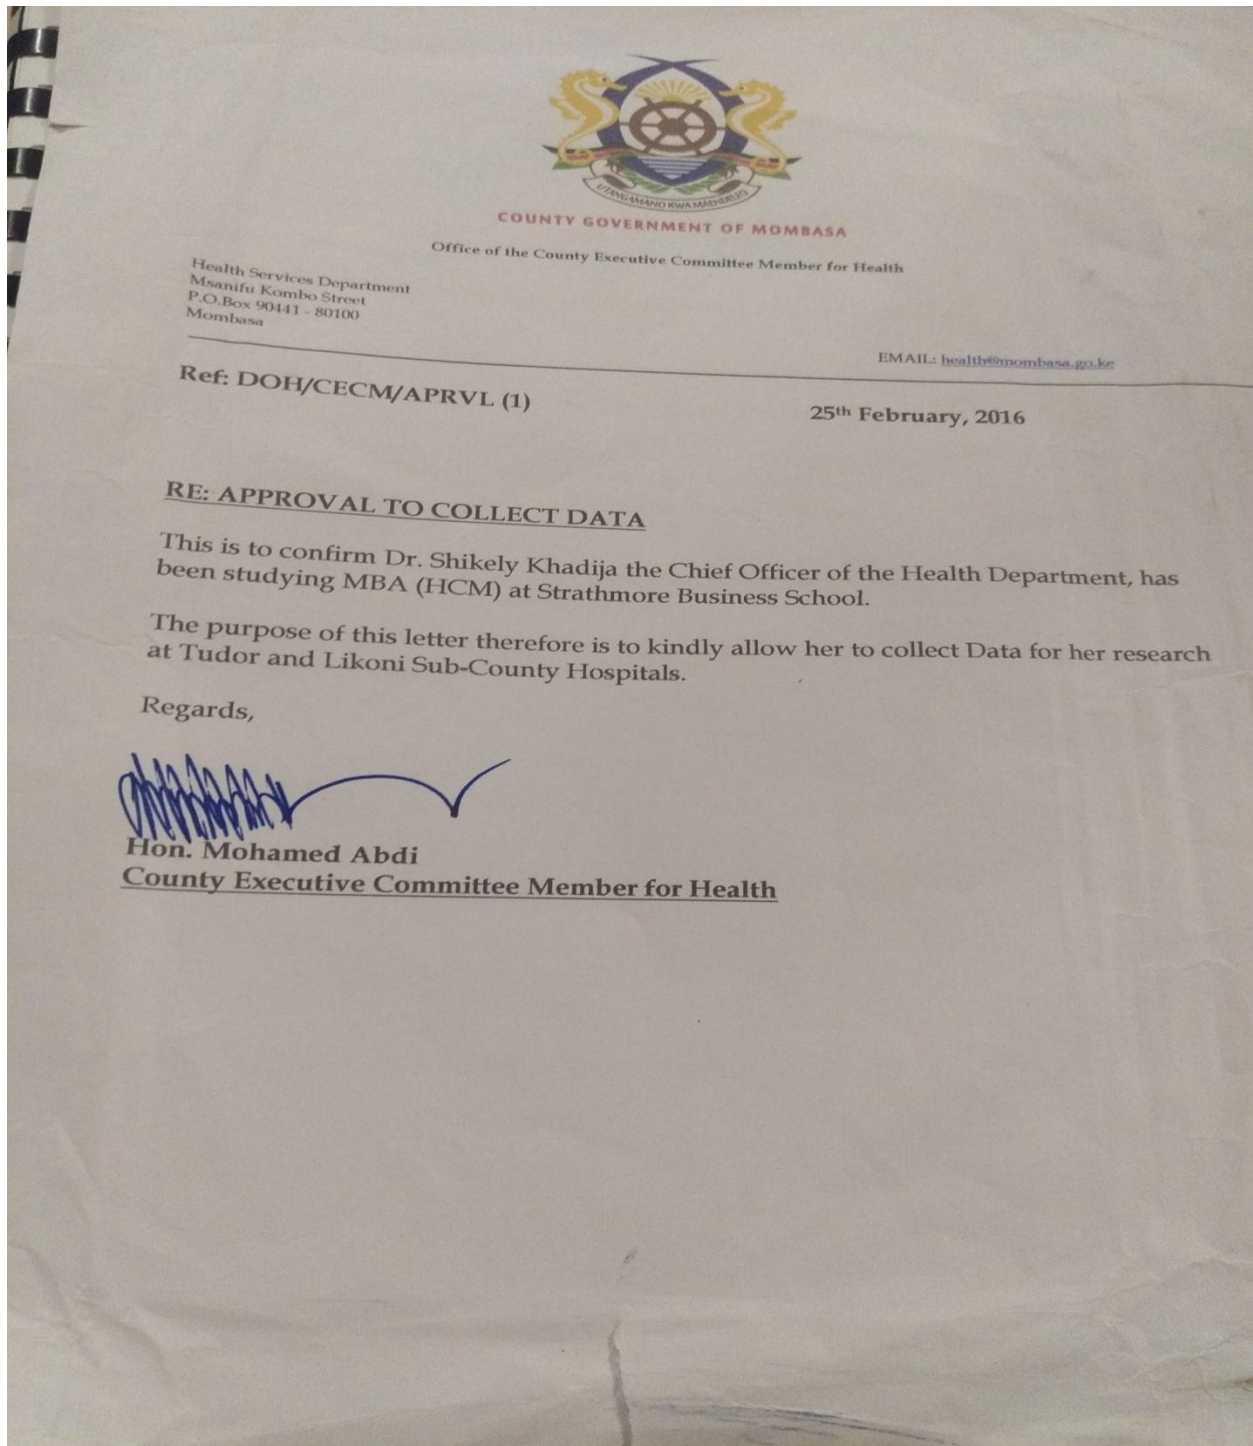 UTANGAMANO KWA MAENDELEO
COUNTY GOVERNMENT OF MOMBASA
Office of the County Executive Committee Member for Health
Health Services Department
Msanifu Kombo Street
P.O.Box 90441 - 80100
Mombasa
EMAIL: health@mombasa.go.ke
Ref: DOH/CECM/APRVL (1)
25th February, 2016
RE: APPROVAL TO COLLECT DATA
This is to confirm Dr. Shikely Khadija the Chief Officer of the Health Department, has
been studying MBA (HCM) at Strathmore Business School.
The purpose of this letter therefore is to kindly allow her to collect Data for her research
at Tudor and Likoni Sub-County Hospitals.
Regards,
Hon. Mohamed Abdi
County Executive Committee Member for Health